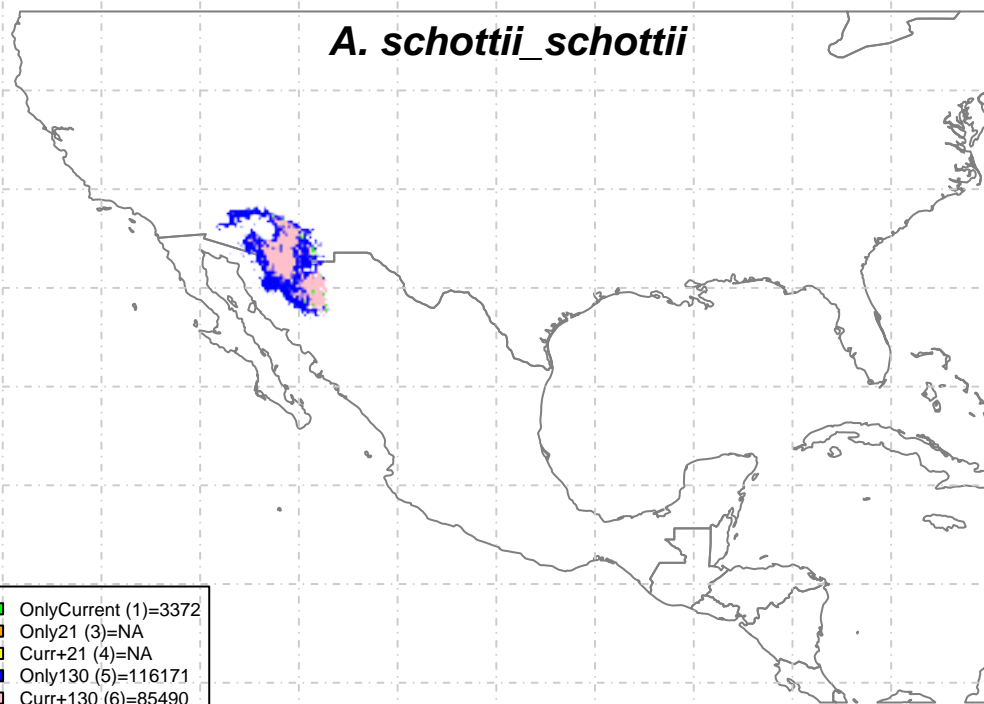 A. schottii_schottii
OnlyCurrent (1)=3372
Only21 (3)=NA
Curr+21 (4)=NA
Only130 (5)=116171
Curr+130 (6)=85490